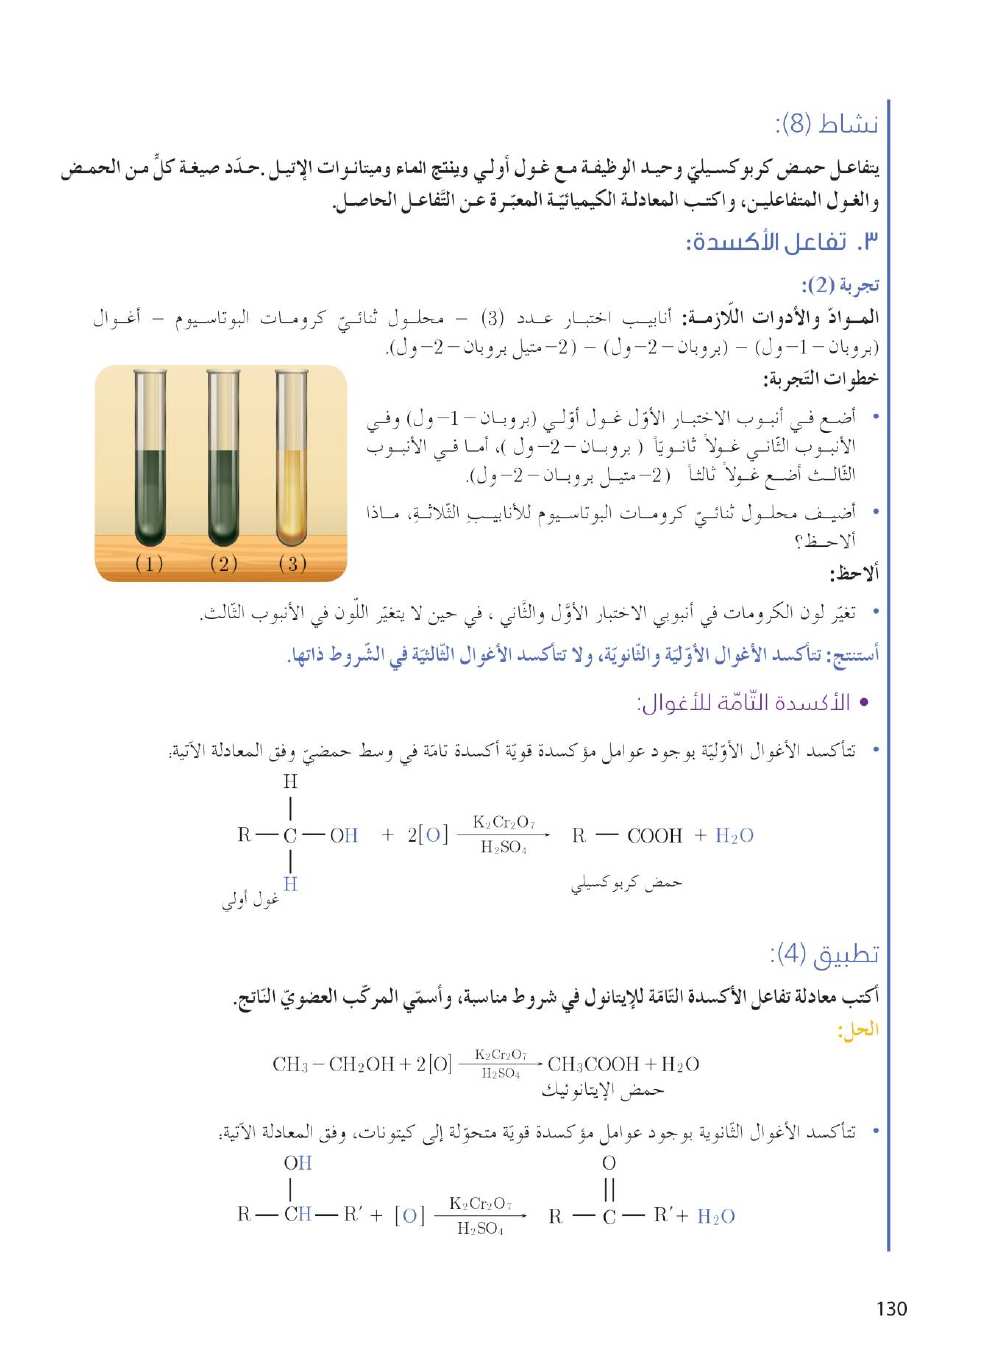 نشاط (8):
يتفاعل حمض كربوكسيليّ وحيد الوظيفة مع غول أولي وينتج الماء وميتانوات الإتيل .حدّد صيغة كلٍّ من الحمض
والغول المتفاعلين، واكتب المعادلة الكيميائيّة المعبّرة عن التَّفاعل الحاصل.
٣. تفاعل الأكسدة:
تجربة (2):
الموادّ والأدوات اللّازمة: أنابيب اختبار عدد (3) – محلول ثنائيّ كرومات البوتاسيوم – أغوال
(بروبان–1–ول) – (بروبان–2–ول) – (2–متيل بروبان–2–ول).
خطوات التّجربة:
• أضع في أنبوب الاختبار الأوّل غول أوّلي (بروبان–1–ول) وفي
الأنبوب الثّاني غولاً ثانويّاً ( بروبان–2–ول )، أما في الأنبوب
الثّالث أضع غولاً ثالثاً (2–متيل بروبان–2–ول).
• أضيف محلول ثنائيّ كرومات البوتاسيوم للأنابيبِ الثّلاثةِ، ماذا
ألاحظ؟
(1) (2) (3)
ألاحظ:
• تغيّر لون الكرومات في أنبوبي الاختبار الأوَّل والثَّاني ، في حين لا يتغيّر اللّون في الأنبوب الثّالث.
أستنتج: تتأكسد الأغوال الأوّليّة والثّانويّة، ولا تتأكسد الأغوال الثّالثيّة في الشّروط ذاتها.
• الأكسدة التّامّة للأغوال:
• تتأكسد الأغوال الأوّليّة بوجود عوامل مؤكسدة قويّة أكسدة تامّة في وسط حمضيّ وفق المعادلة الآتية:
H
|
R — C — OH + 2[O] K₂Cr₂O₇ R — COOH + H₂O
H₂SO₄
|
H
غول أولي حمض كربوكسيلي
تطبيق (4):
أكتب معادلة تفاعل الأكسدة التّامّة للإيتانول في شروط مناسبة، وأسمّي المركّب العضويّ النّاتج.
الحل:
CH₃ – CH₂OH + 2[O] K₂Cr₂O₇ CH₃COOH + H₂O
H₂SO₄
حمض الإيتانوئيك
• تتأكسد الأغوال الثّانوية بوجود عوامل مؤكسدة قويّة متحوّلة إلى كيتونات، وفق المعادلة الآتية:
OH O
| ||
R — CH — R′ + [O] K₂Cr₂O₇ R — C — R′ + H₂O
H₂SO₄
130